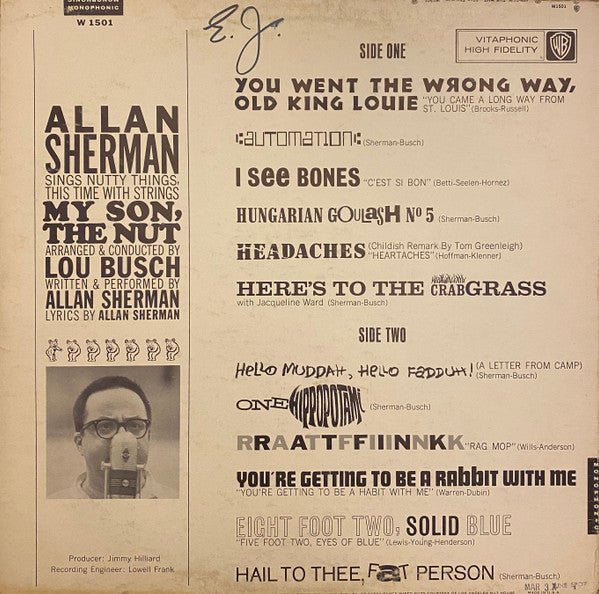 MONOPHONIC
W 1501
E. J.
W1501
VITAPHONIC
HIGH FIDELITY
WB
ALLAN
SHERMAN
SINGS NUTTY THINGS,
THIS TIME WITH STRINGS
MY SON,
THE NUT
ARRANGED & CONDUCTED BY
LOU BUSCH
WRITTEN & PERFORMED BY
ALLAN SHERMAN
LYRICS BY ALLAN SHERMAN
Producer: Jimmy Hilliard
Recording Engineer: Lowell Frank
SIDE ONE
YOU WENT THE WRONG WAY,
OLD KING LOUIE "YOU CAME A LONG WAY FROM
ST. LOUIS" (Brooks-Russell)
:AUTOMATION: (Sherman-Busch)
I see BONES "C'EST SI BON" (Betti-Seelen-Hornez)
HUNGARIAN GOULASH Nº 5 (Sherman-Busch)
HEADACHES (Childish Remark By Tom Greenleigh)
"HEARTACHES" (Hoffman-Klenner)
HERE'S TO THE CRABGRASS
with Jacqueline Ward (Sherman-Busch)
SIDE TWO
HeLLo MUDDAH, HeLLo FADDUH! (A LETTER FROM CAMP)
(Sherman-Busch)
ONE HIPPOPOTAMI (Sherman-Busch)
RRAATTFFIIINNKK "RAG MOP" (Wills-Anderson)
YOU'RE GETTING TO BE A RABBIT WITH ME
"YOU'RE GETTING TO BE A HABIT WITH ME" (Warren-Dubin)
EIGHT FOOT TWO, SOLID BLUE
"FIVE FOOT TWO, EYES OF BLUE" (Lewis-Young-Henderson)
HAIL TO THEE, FAT PERSON (Sherman-Busch)
MAR 3